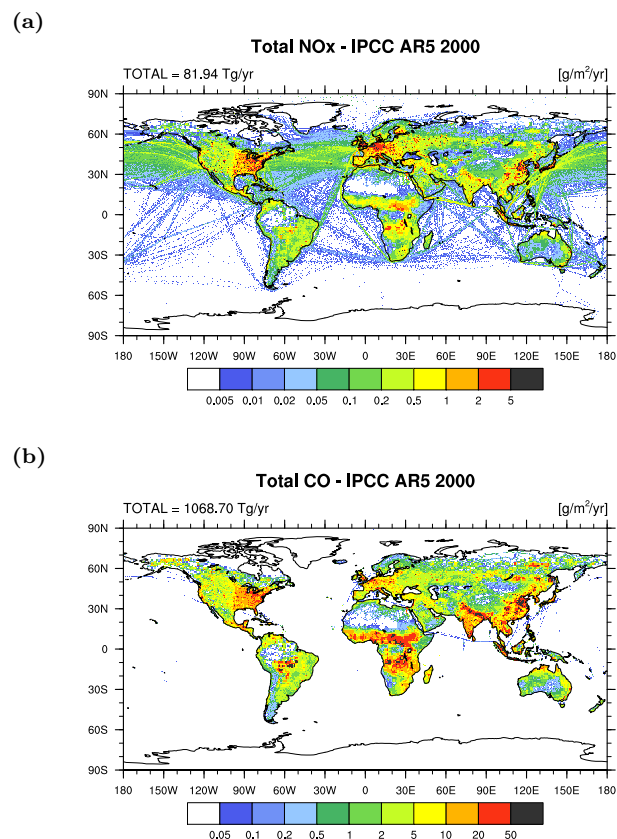 (a)
Total NOx - IPCC AR5 2000
TOTAL = 81.94 Tg/yr [g/m²/yr]
90N
60N
30N
0
30S
60S
90S
180 150W 120W 90W 60W 30W 0 30E 60E 90E 120E 150E 180
0.005 0.01 0.02 0.05 0.1 0.2 0.5 1 2 5
(b)
Total CO - IPCC AR5 2000
TOTAL = 1068.70 Tg/yr [g/m²/yr]
90N
60N
30N
0
30S
60S
90S
180 150W 120W 90W 60W 30W 0 30E 60E 90E 120E 150E 180
0.05 0.1 0.2 0.5 1 2 5 10 20 50